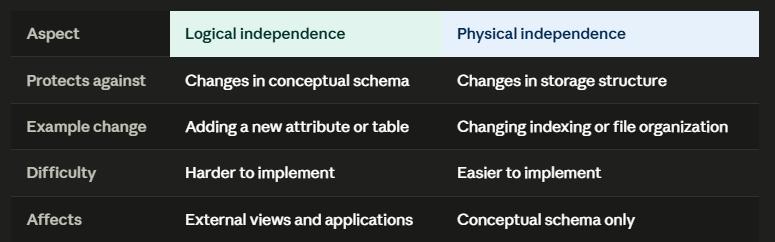 Aspect Logical independence Physical independence
Protects against Changes in conceptual schema Changes in storage structure
Example change Adding a new attribute or table Changing indexing or file organization
Difficulty Harder to implement Easier to implement
Affects External views and applications Conceptual schema only